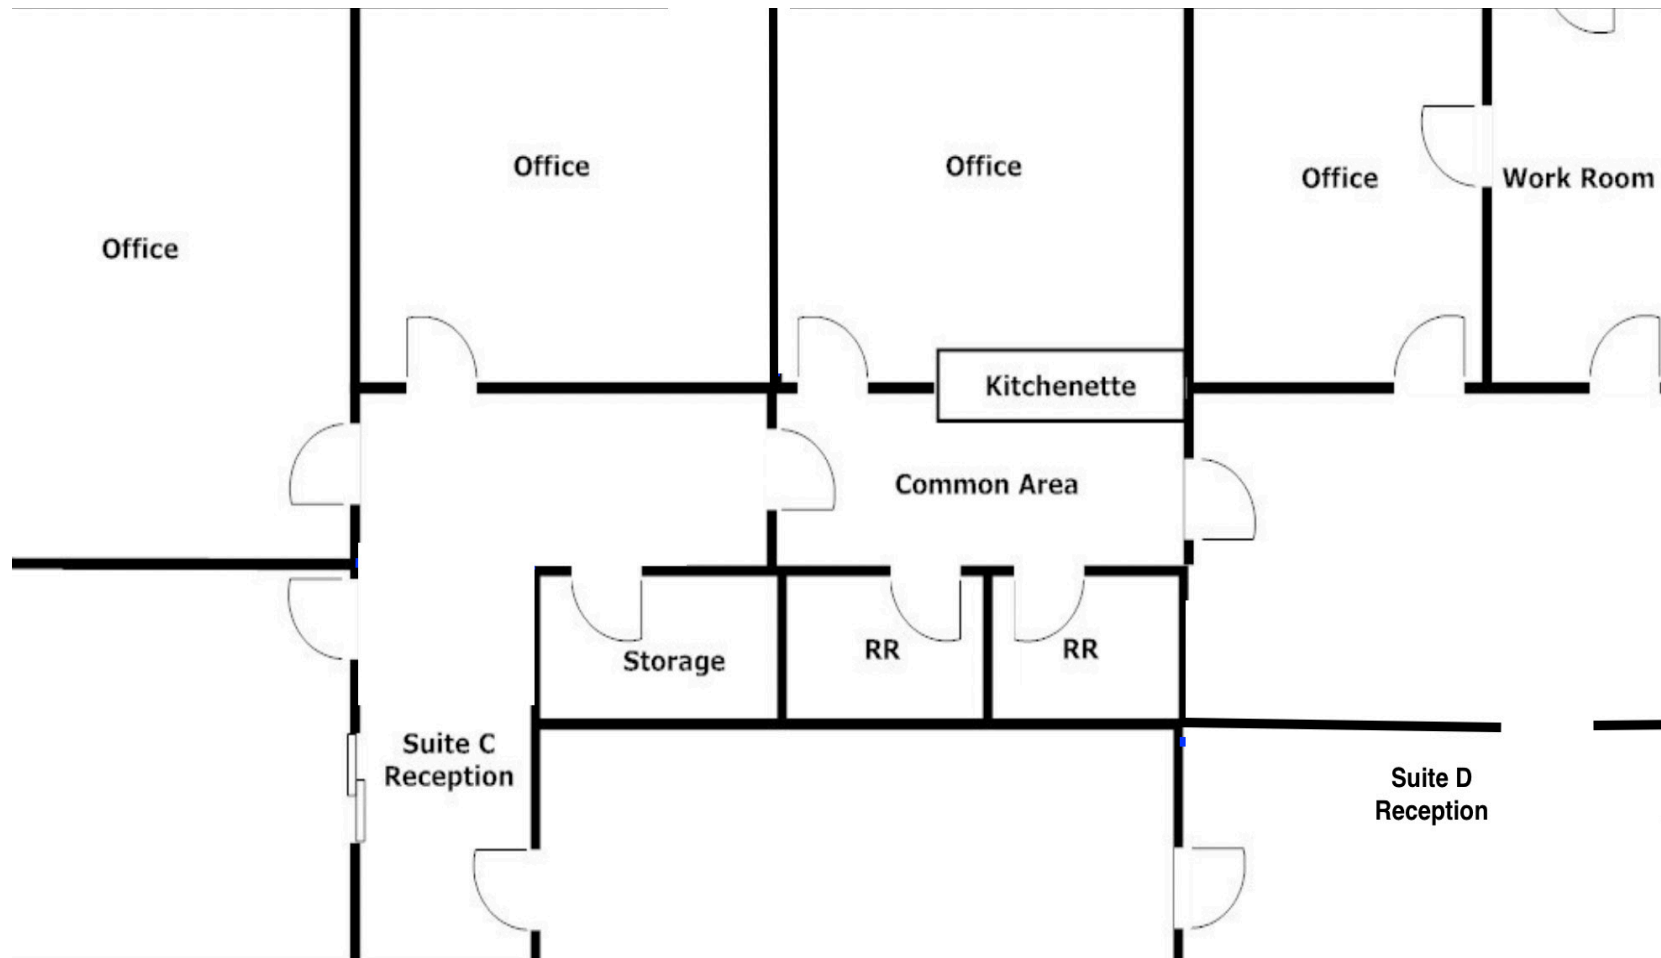 Office
Office
Office
Work Room
Office
Kitchenette
Common Area
Storage
RR
RR
Suite C
Reception
Suite D
Reception